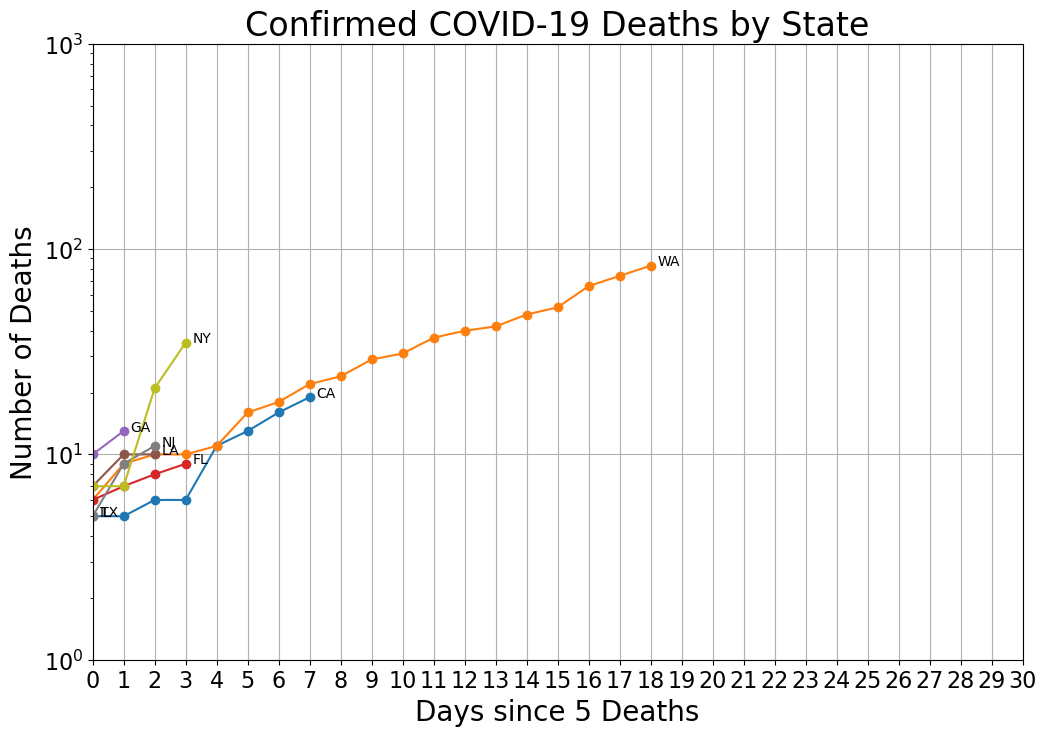 Confirmed COVID-19 Deaths by State
Number of Deaths
10³
10²
10¹
10⁰
WA
NY
CA
GA
NJ
LA
FL
IL
TX
0 1 2 3 4 5 6 7 8 9 10 11 12 13 14 15 16 17 18 19 20 21 22 23 24 25 26 27 28 29 30
Days since 5 Deaths